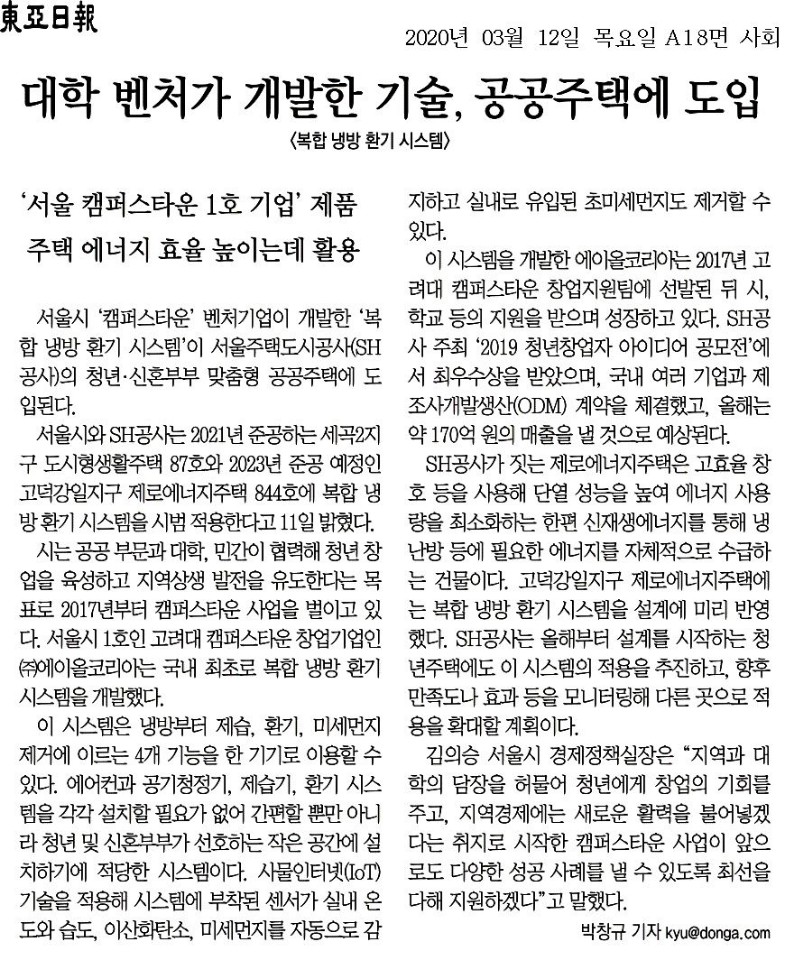 東亞日報
2020년 03월 12일 목요일 A18면 사회
대학 벤처가 개발한 기술, 공공주택에 도입
〈복합 냉방 환기 시스템〉
‘서울 캠퍼스타운 1호 기업’ 제품
주택 에너지 효율 높이는데 활용
서울시 ‘캠퍼스타운’ 벤처기업이 개발한 ‘복
합 냉방 환기 시스템’이 서울주택도시공사(SH
공사)의 청년·신혼부부 맞춤형 공공주택에 도
입된다.
서울시와 SH공사는 2021년 준공하는 세곡2지
구 도시형생활주택 87호와 2023년 준공 예정인
고덕강일지구 제로에너지주택 844호에 복합 냉
방 환기 시스템을 시범 적용한다고 11일 밝혔다.
시는 공공 부문과 대학, 민간이 협력해 청년 창
업을 육성하고 지역상생 발전을 유도한다는 목
표로 2017년부터 캠퍼스타운 사업을 벌이고 있
다. 서울시 1호인 고려대 캠퍼스타운 창업기업인
㈜에이올코리아는 국내 최초로 복합 냉방 환기
시스템을 개발했다.
이 시스템은 냉방부터 제습, 환기, 미세먼지
제거에 이르는 4개 기능을 한 기기로 이용할 수
있다. 에어컨과 공기청정기, 제습기, 환기 시스
템을 각각 설치할 필요가 없어 간편할 뿐만 아니
라 청년 및 신혼부부가 선호하는 작은 공간에 설
치하기에 적당한 시스템이다. 사물인터넷(IoT)
기술을 적용해 시스템에 부착된 센서가 실내 온
도와 습도, 이산화탄소, 미세먼지를 자동으로 감
지하고 실내로 유입된 초미세먼지도 제거할 수
있다.
이 시스템을 개발한 에이올코리아는 2017년 고
려대 캠퍼스타운 창업지원팀에 선발된 뒤 시,
학교 등의 지원을 받으며 성장하고 있다. SH공
사 주최 ‘2019 청년창업자 아이디어 공모전’에
서 최우수상을 받았으며, 국내 여러 기업과 제
조사개발생산(ODM) 계약을 체결했고, 올해는
약 170억 원의 매출을 낼 것으로 예상된다.
SH공사가 짓는 제로에너지주택은 고효율 창
호 등을 사용해 단열 성능을 높여 에너지 사용
량을 최소화하는 한편 신재생에너지를 통해 냉
난방 등에 필요한 에너지를 자체적으로 수급하
는 건물이다. 고덕강일지구 제로에너지주택에
는 복합 냉방 환기 시스템을 설계에 미리 반영
했다. SH공사는 올해부터 설계를 시작하는 청
년주택에도 이 시스템의 적용을 추진하고, 향후
만족도나 효과 등을 모니터링해 다른 곳으로 적
용을 확대할 계획이다.
김의승 서울시 경제정책실장은 “지역과 대
학의 담장을 허물어 청년에게 창업의 기회를
주고, 지역경제에는 새로운 활력을 불어넣겠
다는 취지로 시작한 캠퍼스타운 사업이 앞으
로도 다양한 성공 사례를 낼 수 있도록 최선을
다해 지원하겠다”고 말했다.
박창규 기자 kyu@donga.com